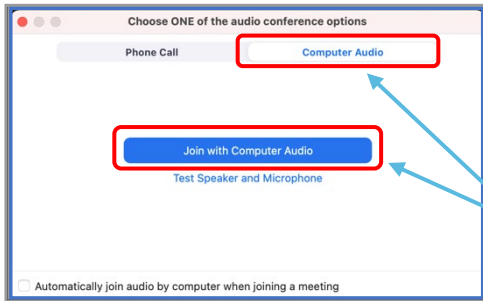 Choose ONE of the audio conference options
Phone Call Computer Audio
Join with Computer Audio
Test Speaker and Microphone
Automatically join audio by computer when joining a meeting